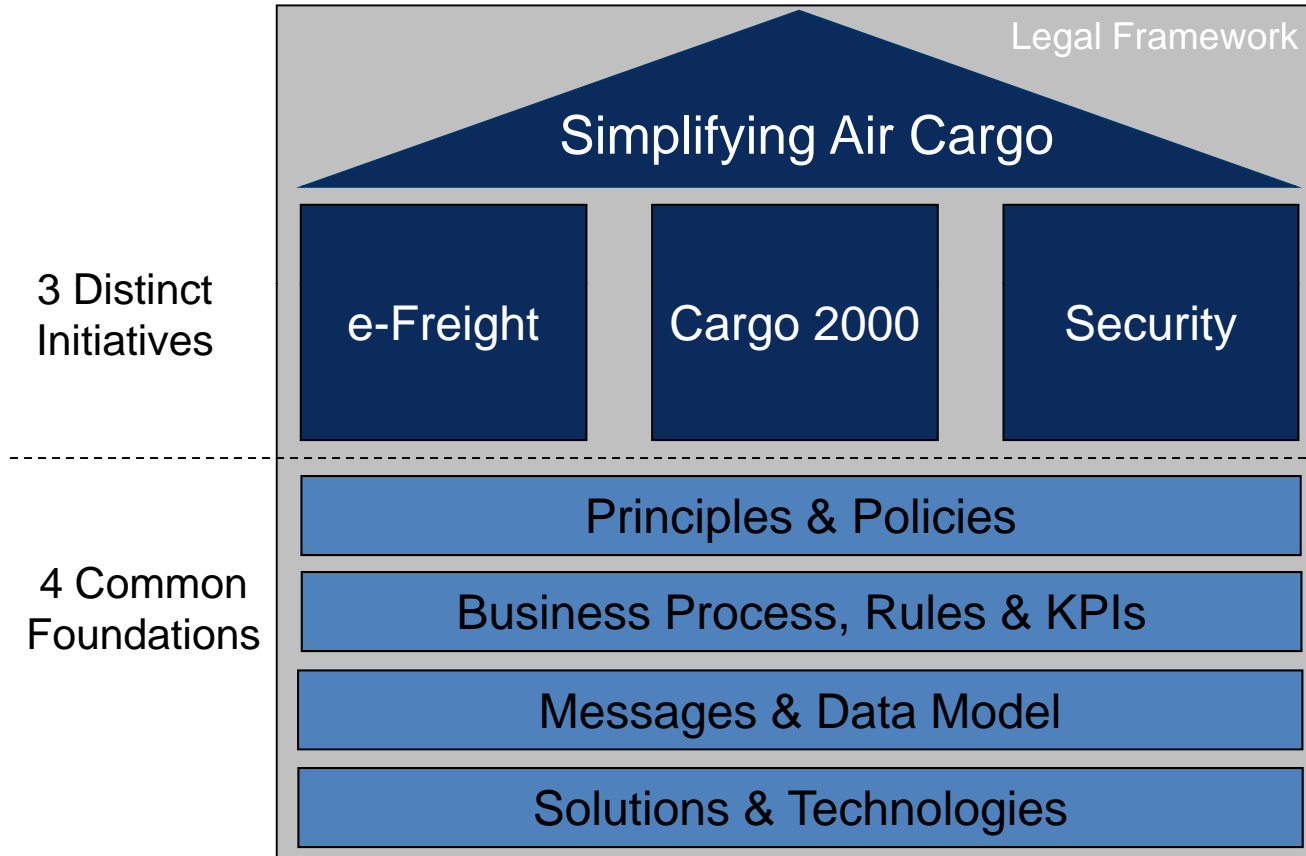 Legal Framework
Simplifying Air Cargo
3 Distinct
Initiatives
e-Freight
Cargo 2000
Security
4 Common
Foundations
Principles & Policies
Business Process, Rules & KPIs
Messages & Data Model
Solutions & Technologies